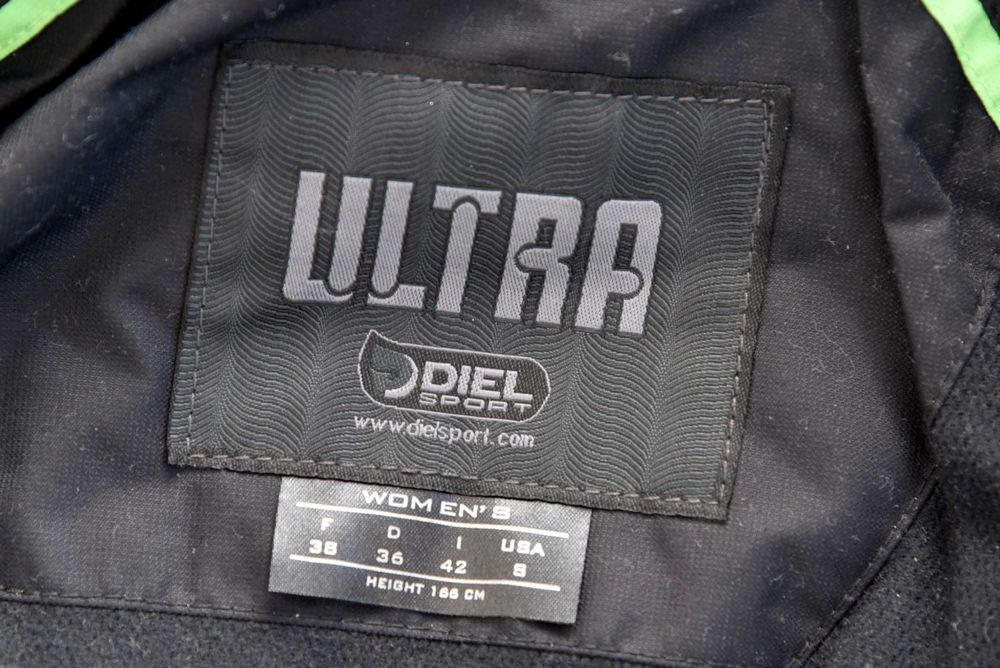 ULTRA
DIEL
SPORT
www.dielsport.com
WOMEN'S
F D I USA
38 36 42 S
HEIGHT 166 CM